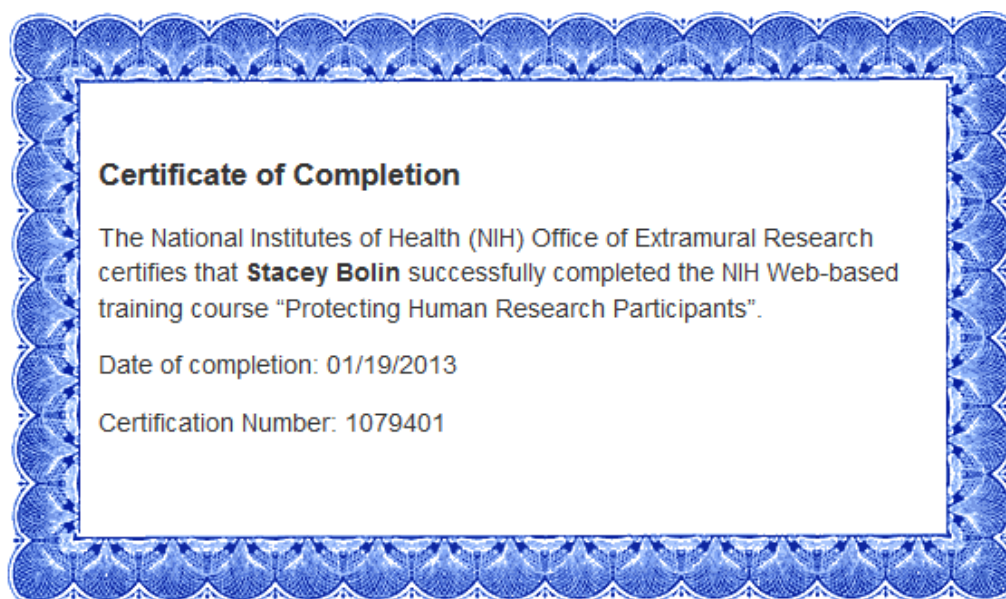 Certificate of Completion
The National Institutes of Health (NIH) Office of Extramural Research
certifies that Stacey Bolin successfully completed the NIH Web-based
training course “Protecting Human Research Participants”.
Date of completion: 01/19/2013
Certification Number: 1079401